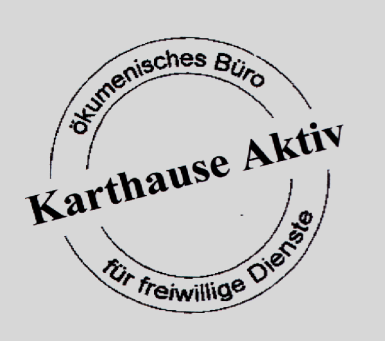 ökumenisches Büro
Karthause Aktiv
für freiwillige Dienste